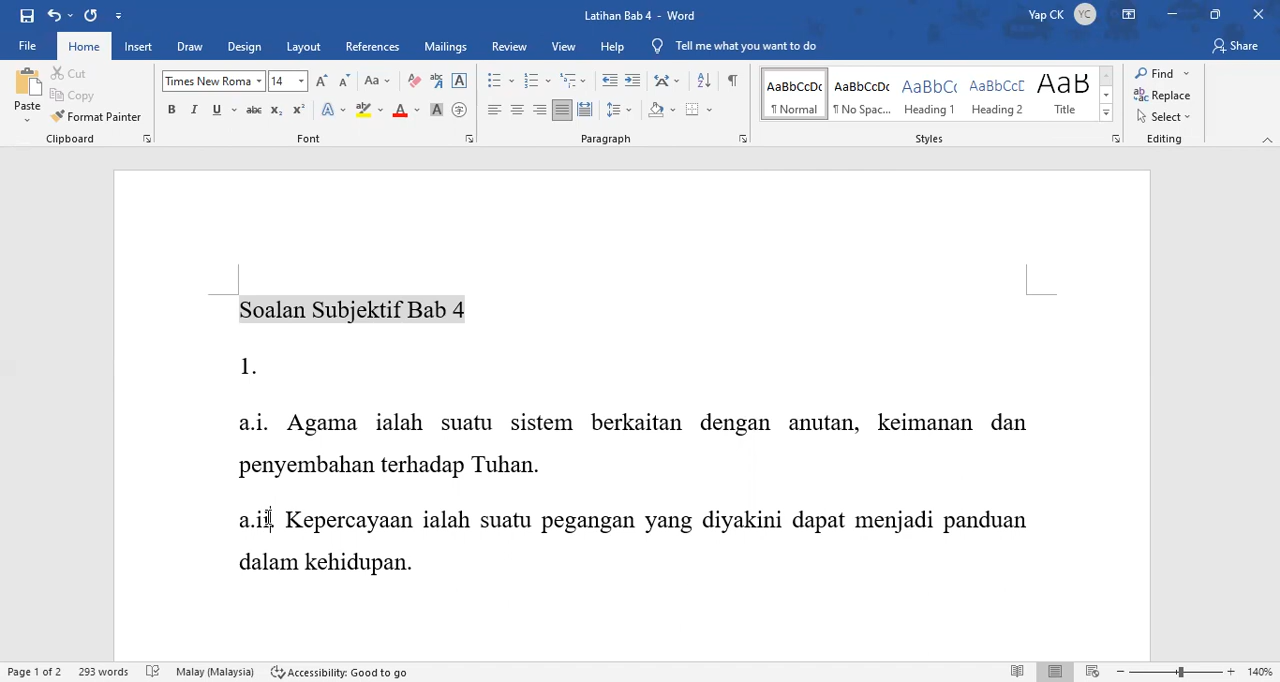 Latihan Bab 4 - Word
Yap CK YC
File Home Insert Draw Design Layout References Mailings Review View Help Tell me what you want to do Share
Paste Cut Copy Format Painter
Times New Roma 14
AaBbCcDc AaBbCcDc AaBbCc AaBbCcD AaB
¶ Normal ¶ No Spac... Heading 1 Heading 2 Title
Find
Replace
Select
Clipboard Font Paragraph Styles Editing
Soalan Subjektif Bab 4
1.
a.i. Agama ialah suatu sistem berkaitan dengan anutan, keimanan dan
penyembahan terhadap Tuhan.
a.ii. Kepercayaan ialah suatu pegangan yang diyakini dapat menjadi panduan
dalam kehidupan.
Page 1 of 2 293 words Malay (Malaysia) Accessibility: Good to go 140%